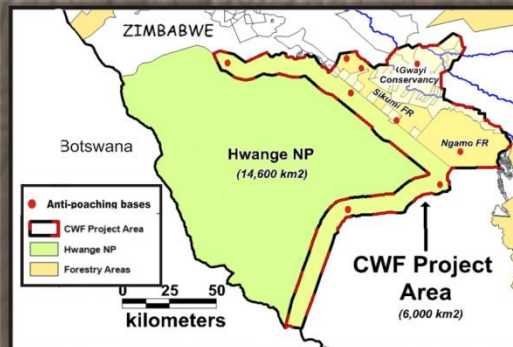 ZIMBABWE
Gwayi
Conservancy
Sikumi FR
Ngamo FR
Botswana
Hwange NP
(14,600 km2)
Anti-poaching bases
CWF Project Area
Hwange NP
Forestry Areas
0 25 50
kilometers
CWF Project
Area
(6,000 km2)